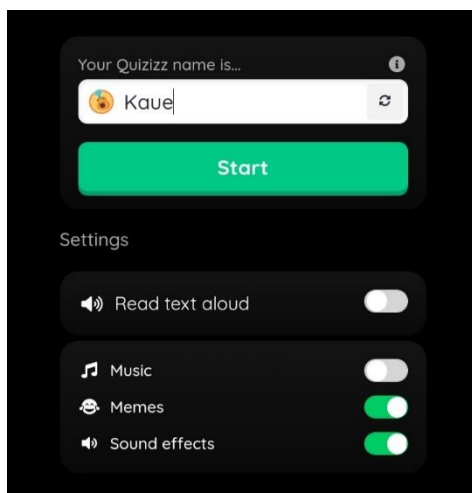 Your Quizizz name is...
Kaue
Start
Settings
Read text aloud
Music
Memes
Sound effects